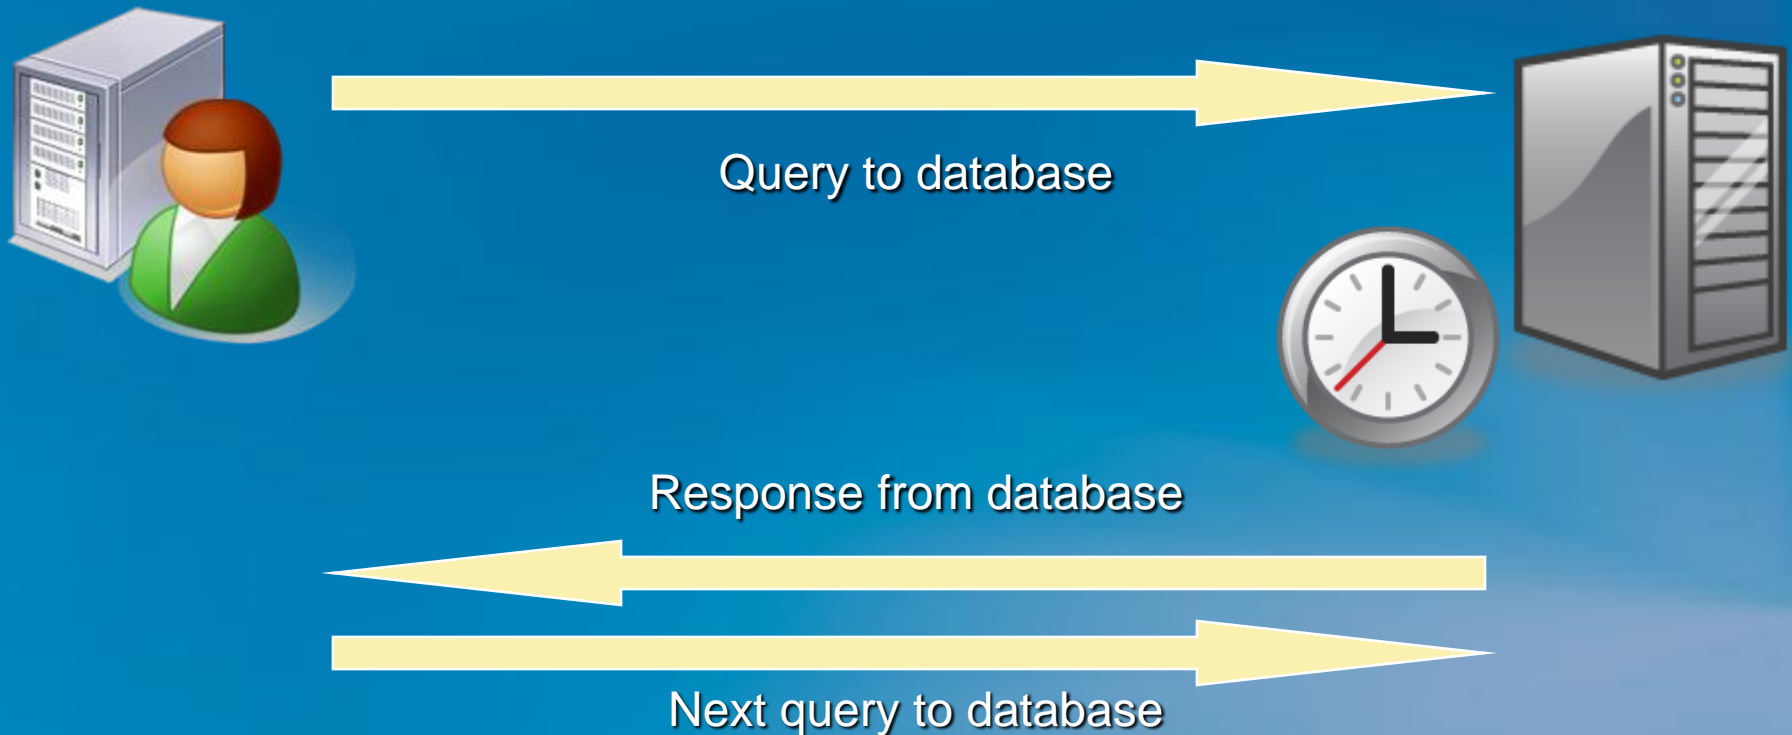 Query to database
Response from database
Next query to database